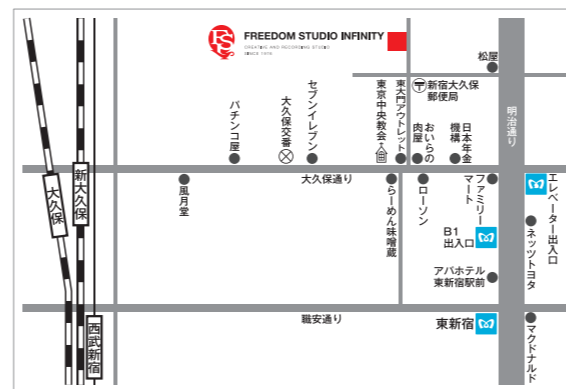 FREEDOM STUDIO INFINITY
CREATIVE AND RECORDING STUDIO
SINCE 1976
松屋
明治通り
新宿大久保
郵便局
東大門アウトレット
東京中央教会
セブンイレブン
大久保交番
パチンコ屋
おいらの
肉屋
日本年金
機構
大久保通り
風月堂
らーめん味噌蔵
ローソン
ファミリー
マート
エレベーター出入口
B1
出入口
ネッツトヨタ
アパホテル
東新宿駅前
大久保
新大久保
西武新宿
職安通り
東新宿
マクドナルド